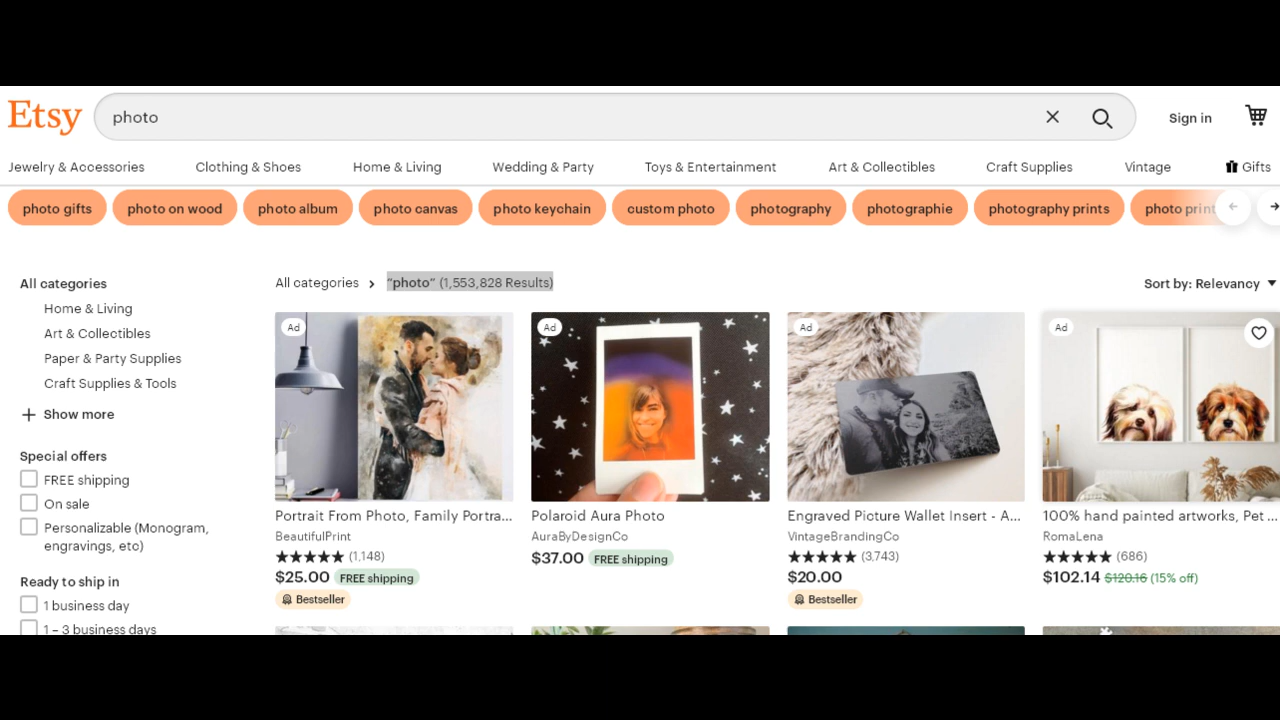 Etsy
photo
Sign in
Jewelry & Accessories
Clothing & Shoes
Home & Living
Wedding & Party
Toys & Entertainment
Art & Collectibles
Craft Supplies
Vintage
Gifts
photo gifts
photo on wood
photo album
photo canvas
photo keychain
custom photo
photography
photographie
photography prints
photo print
All categories
Home & Living
Art & Collectibles
Paper & Party Supplies
Craft Supplies & Tools
Show more
Special offers
FREE shipping
On sale
Personalizable (Monogram,
engravings, etc)
Ready to ship in
1 business day
1 – 3 business days
All categories
“photo” (1,553,828 Results)
Sort by: Relevancy
Ad
Portrait From Photo, Family Portra...
BeautifulPrint
(1,148)
$25.00 FREE shipping
Bestseller
Ad
Polaroid Aura Photo
AuraByDesignCo
$37.00 FREE shipping
Ad
Engraved Picture Wallet Insert - A...
VintageBrandingCo
(3,743)
$20.00
Bestseller
Ad
100% hand painted artworks, Pet ...
RomaLena
(686)
$102.14 $120.16 (15% off)